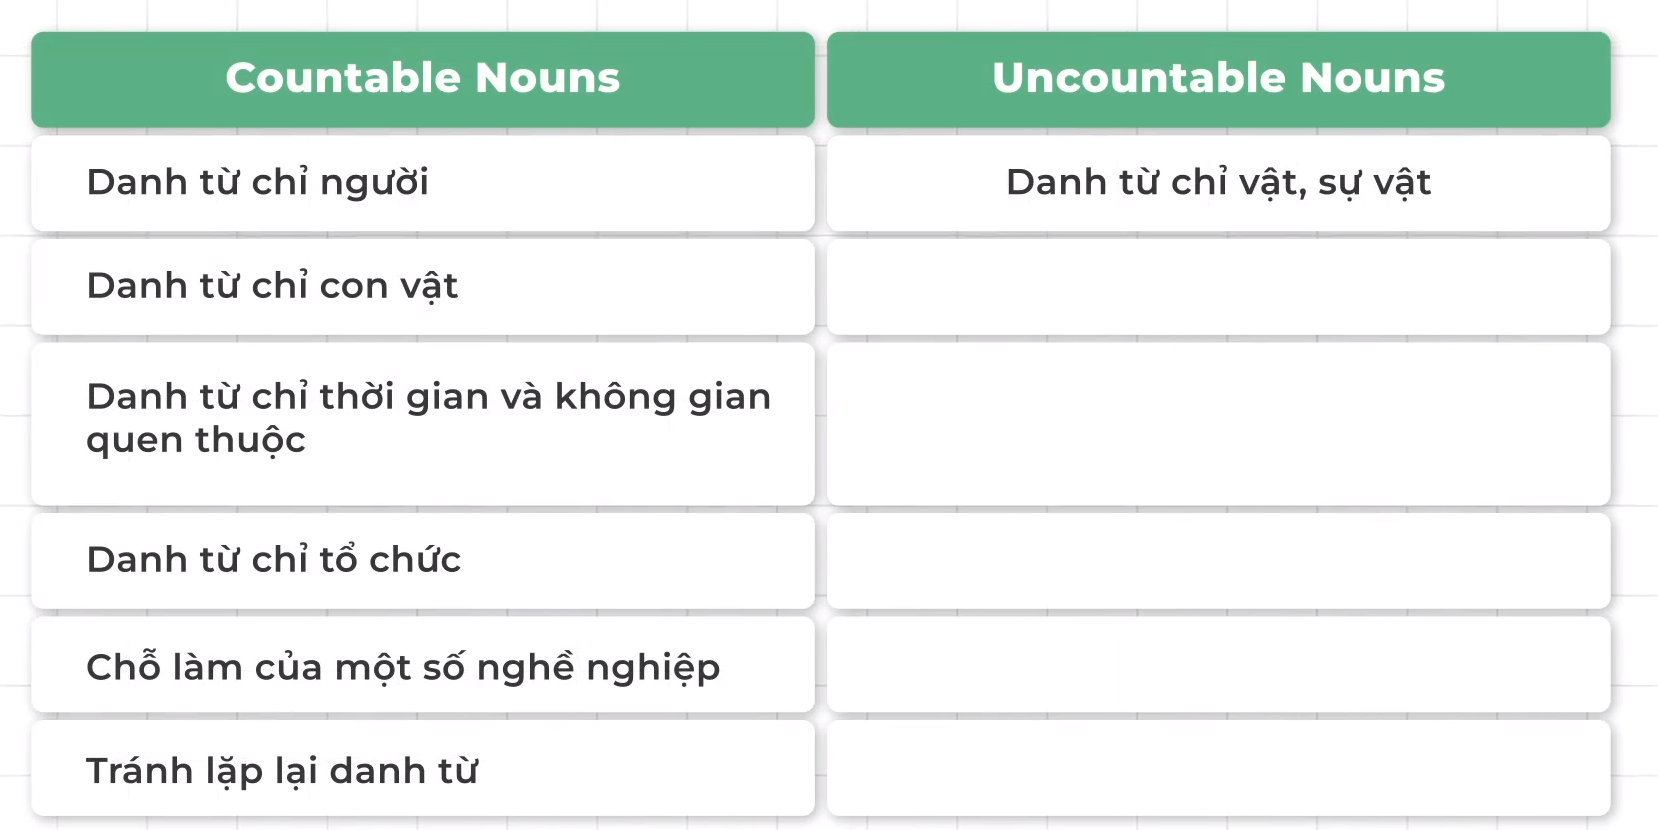 Countable Nouns
Uncountable Nouns
Danh từ chỉ người
Danh từ chỉ vật, sự vật
Danh từ chỉ con vật
Danh từ chỉ thời gian và không gian
quen thuộc
Danh từ chỉ tổ chức
Chỗ làm của một số nghề nghiệp
Tránh lặp lại danh từ